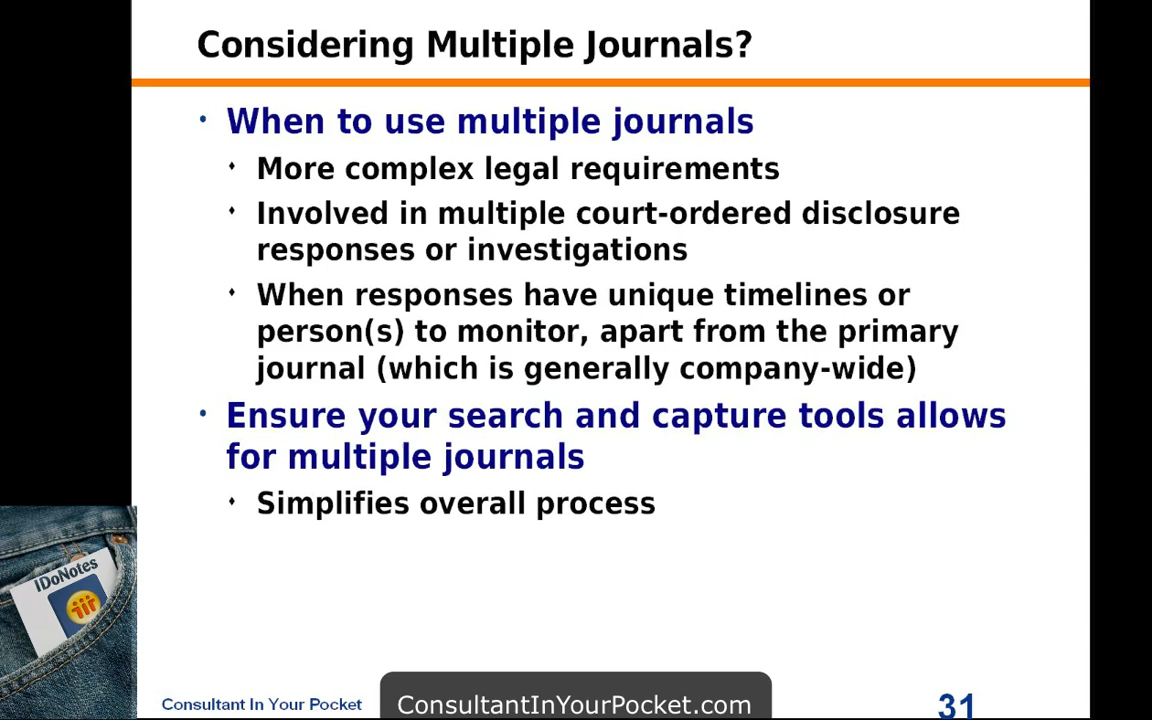 Considering Multiple Journals?
• When to use multiple journals
♦ More complex legal requirements
♦ Involved in multiple court-ordered disclosure
responses or investigations
♦ When responses have unique timelines or
person(s) to monitor, apart from the primary
journal (which is generally company-wide)
• Ensure your search and capture tools allows
for multiple journals
♦ Simplifies overall process
IDoNotes
Consultant In Your Pocket
ConsultantInYourPocket.com
31